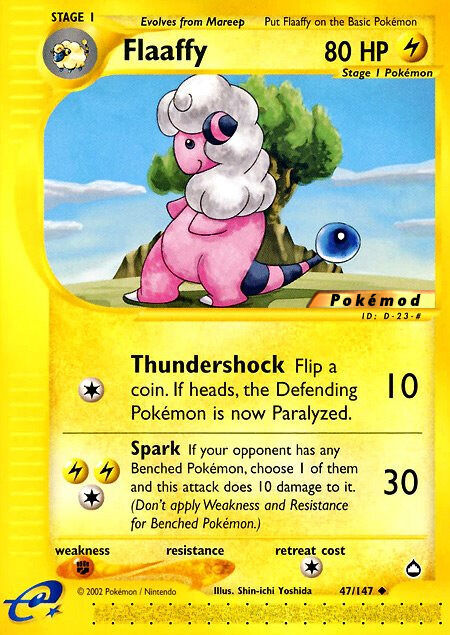 STAGE 1 Evolves from Mareep Put Flaaffy on the Basic Pokémon
Flaaffy 80 HP
Stage 1 Pokémon
Pokémod
ID: D-23-#
Thundershock Flip a
coin. If heads, the Defending
Pokémon is now Paralyzed.
10
Spark If your opponent has any
Benched Pokémon, choose 1 of them
and this attack does 10 damage to it.
(Don't apply Weakness and Resistance
for Benched Pokémon.)
30
weakness resistance retreat cost
©2002 Pokémon / Nintendo Illus. Shin-ichi Yoshida 47/147
e